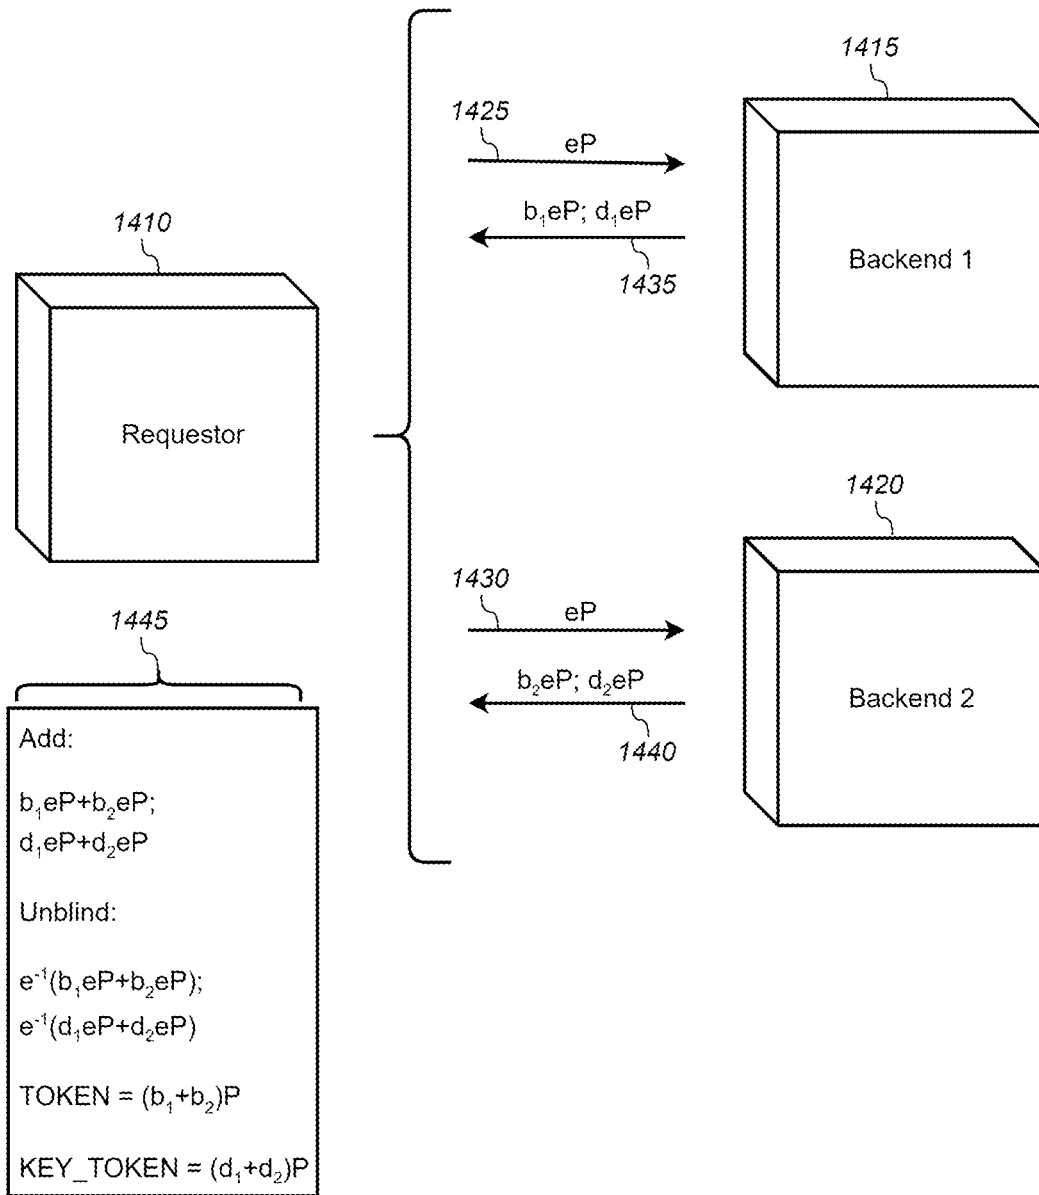 1415
1425
eP
b₁eP; d₁eP
1435
Backend 1
1410
Requestor
1420
1430
eP
b₂eP; d₂eP
1440
Backend 2
1445
Add:
b₁eP+b₂eP;
d₁eP+d₂eP
Unblind:
e⁻¹(b₁eP+b₂eP);
e⁻¹(d₁eP+d₂eP)
TOKEN = (b₁+b₂)P
KEY_TOKEN = (d₁+d₂)P